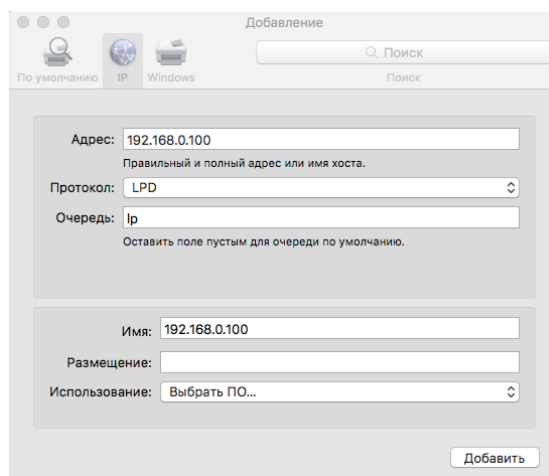 Добавление
Поиск
По умолчанию IP Windows Поиск
Адрес: 192.168.0.100
Правильный и полный адрес или имя хоста.
Протокол: LPD
Очередь: lp
Оставить поле пустым для очереди по умолчанию.
Имя: 192.168.0.100
Размещение:
Использование: Выбрать ПО...
Добавить